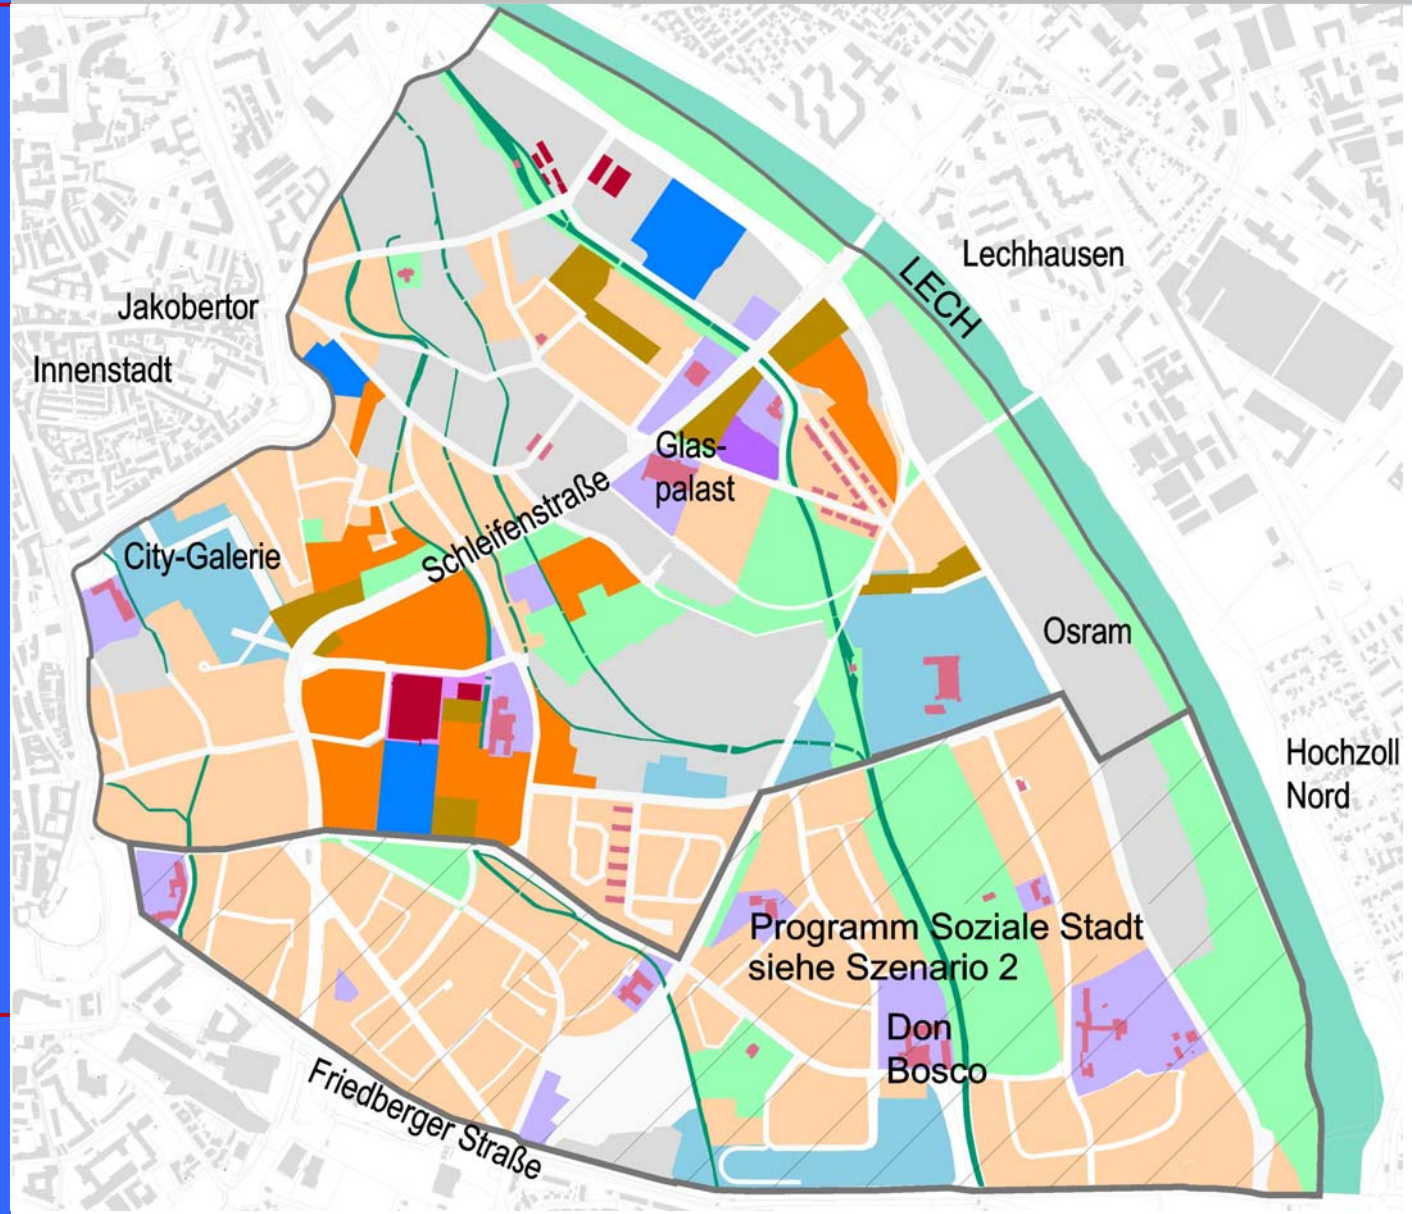 Lechhausen
LECH
Jakobertor
Innenstadt
Glas-
palast
Schleifenstraße
City-Galerie
Osram
Hochzoll
Nord
Programm Soziale Stadt
siehe Szenario 2
Don
Bosco
Friedberger Straße